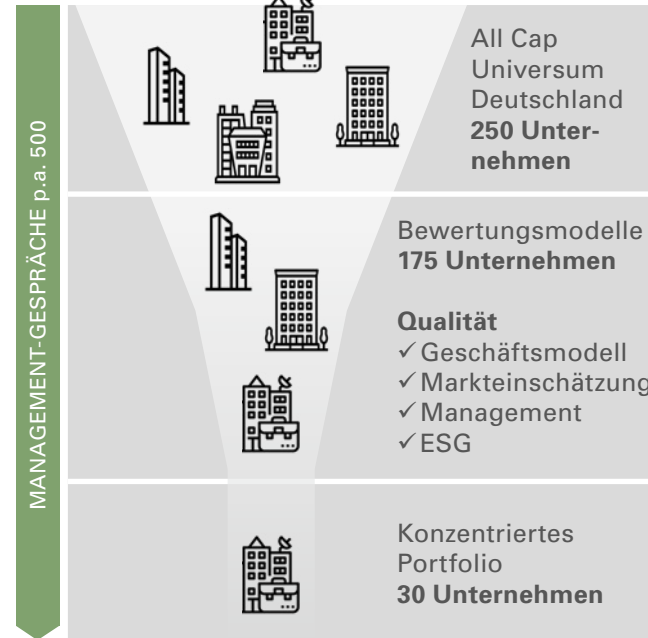 MANAGEMENT-GESPRÄCHE p.a. 500
All Cap
Universum
Deutschland
250 Unter-
nehmen
Bewertungsmodelle
175 Unternehmen
Qualität
✓ Geschäftsmodell
✓ Markteinschätzung
✓ Management
✓ ESG
Konzentriertes
Portfolio
30 Unternehmen